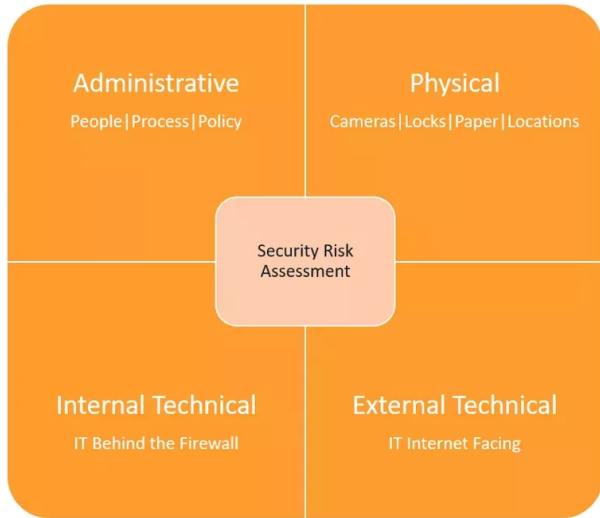 Administrative
People|Process|Policy
Physical
Cameras|Locks|Paper|Locations
Security Risk
Assessment
Internal Technical
IT Behind the Firewall
External Technical
IT Internet Facing